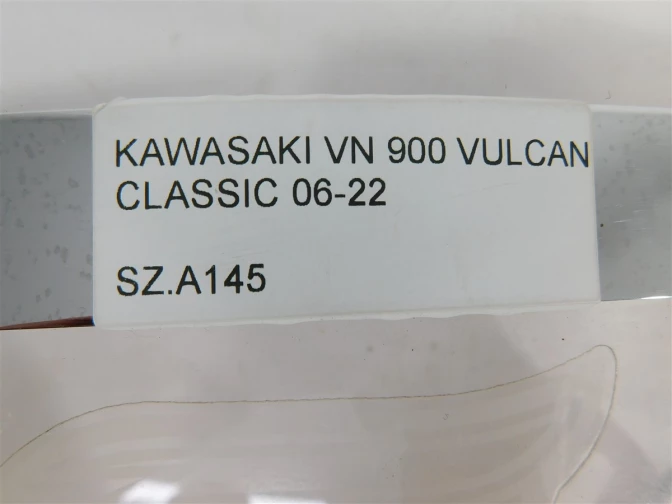 KAWASAKI VN 900 VULCAN
CLASSIC 06-22
SZ.A145